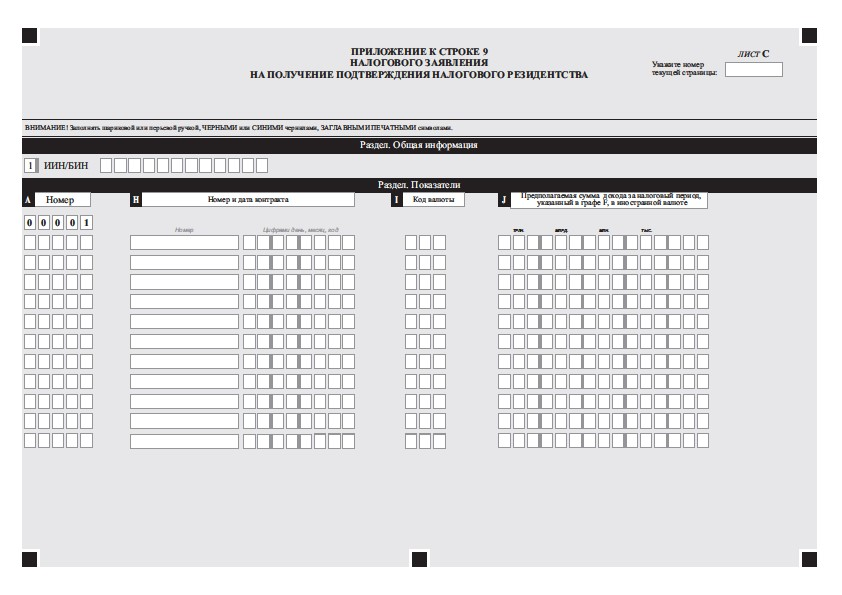 ПРИЛОЖЕНИЕ К СТРОКЕ 9
НАЛОГОВОГО ЗАЯВЛЕНИЯ
НА ПОЛУЧЕНИЕ ПОДТВЕРЖДЕНИЯ НАЛОГОВОГО РЕЗИДЕНТСТВА
ЛИСТ С
Укажите номер
текущей страницы:
ВНИМАНИЕ! Заполнять шариковой или перьевой ручкой, ЧЕРНЫМИ или СИНИМИ чернилами, ЗАГЛАВНЫМИ ПЕЧАТНЫМИ символами.
Раздел. Общая информация
1 ИИН/БИН
Раздел. Показатели
A Номер
H Номер и дата контракта
I Код валюты
J Предполагаемая сумма дохода за налоговый период,
указанный в графе F, в иностранной валюте
0 0 0 0 1
Номер Цифрами день, месяц, год
трлн. млрд. млн. тыс.